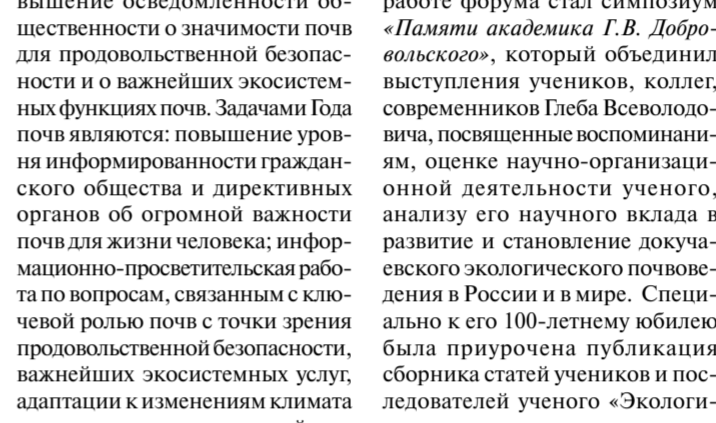 вышение осведомленности об-
щественности о значимости почв
для продовольственной безопас-
ности и о важнейших экосистем-
ных функциях почв. Задачами Года
почв являются: повышение уров-
ня информированности граждан-
ского общества и директивных
органов об огромной важности
почв для жизни человека; инфор-
мационно-просветительская рабо-
та по вопросам, связанным с клю-
чевой ролью почв с точки зрения
продовольственной безопасности,
важнейших экосистемных услуг,
адаптации к изменениям климата
работе форума стал симпозиум
«Памяти академика Г.В. Добро-
вольского», который объединил
выступления учеников, коллег,
современников Глеба Всеволодо-
вича, посвященные воспоминани-
ям, оценке научно-организаци-
онной деятельности ученого,
анализу его научного вклада в
развитие и становление докуча-
евского экологического почвове-
дения в России и в мире. Специ-
ально к его 100-летнему юбилею
была приурочена публикация
сборника статей учеников и пос-
ледователей ученого «Экологи-